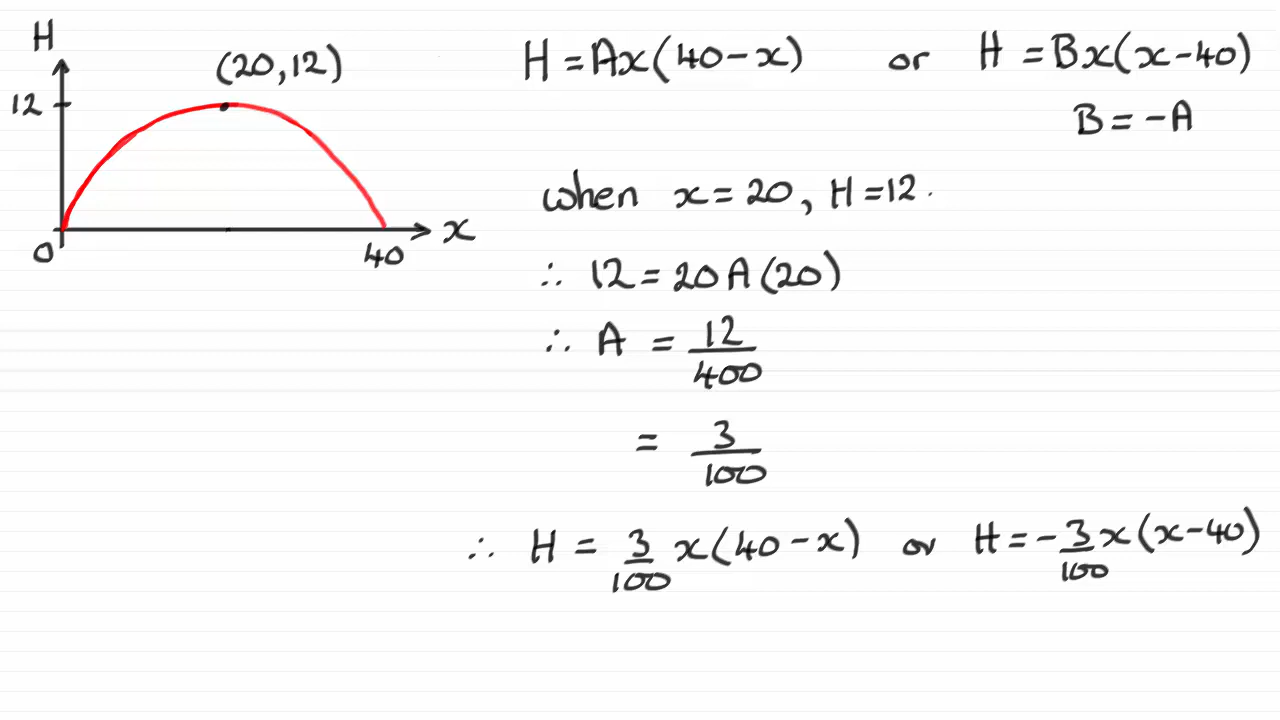 H
(20,12)
12
0
40
x
H = Ax(40-x) or H = Bx(x-40)
B = -A
when x = 20, H = 12.
∴ 12 = 20A(20)
∴ A = 12/400
= 3/100
∴ H = 3/100 x(40-x) or H = -3/100 x(x-40)